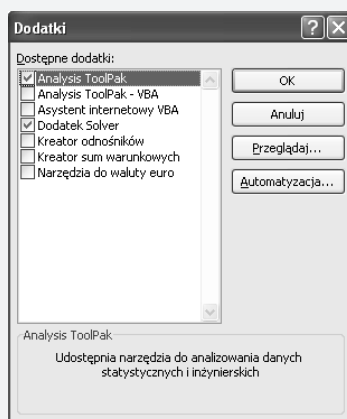 Dodatki
Dostępne dodatki:
Analysis ToolPak
Analysis ToolPak - VBA
Asystent internetowy VBA
Dodatek Solver
Kreator odnośników
Kreator sum warunkowych
Narzędzia do waluty euro
OK
Anuluj
Przeglądaj...
Automatyzacja...
Analysis ToolPak
Udostępnia narzędzia do analizowania danych
statystycznych i inżynierskich